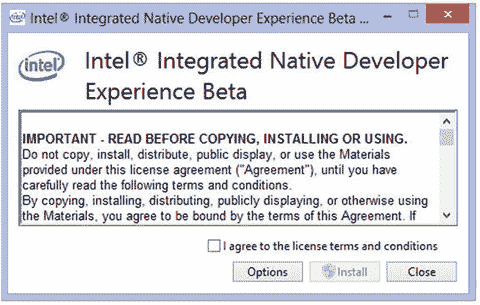 Intel® Integrated Native Developer Experience Beta ...
intel
Intel® Integrated Native Developer
Experience Beta
IMPORTANT - READ BEFORE COPYING, INSTALLING OR USING.
Do not copy, install, distribute, public display, or use the Materials
provided under this license agreement ("Agreement"), until you have
carefully read the following terms and conditions.
By copying, installing, distributing, publicly displaying, or otherwise using
the Materials, you agree to be bound by the terms of this Agreement. If
I agree to the license terms and conditions
Options Install Close